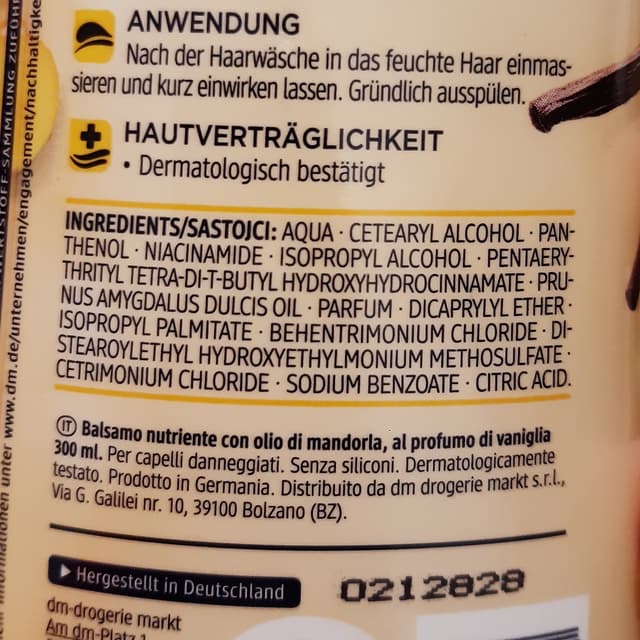 ANWENDUNG
Nach der Haarwäsche in das feuchte Haar einmas-
sieren und kurz einwirken lassen. Gründlich ausspülen.
HAUTVERTRÄGLICHKEIT
• Dermatologisch bestätigt
INGREDIENTS/SASTOJCI: AQUA · CETEARYL ALCOHOL · PAN-
THENOL · NIACINAMIDE · ISOPROPYL ALCOHOL · PENTAERY-
THRITYL TETRA-DI-T-BUTYL HYDROXYHYDROCINNAMATE · PRU-
NUS AMYGDALUS DULCIS OIL · PARFUM · DICAPRYLYL ETHER ·
ISOPROPYL PALMITATE · BEHENTRIMONIUM CHLORIDE · DI-
STEAROYLETHYL HYDROXYETHYLMONIUM METHOSULFATE ·
CETRIMONIUM CHLORIDE · SODIUM BENZOATE · CITRIC ACID.
IT Balsamo nutriente con olio di mandorla, al profumo di vaniglia
300 ml. Per capelli danneggiati. Senza siliconi. Dermatologicamente
testato. Prodotto in Germania. Distribuito da dm drogerie markt s.r.l.,
Via G. Galilei nr. 10, 39100 Bolzano (BZ).
Hergestellt in Deutschland
0212828
dm-drogerie markt
Am dm-Platz 1
WERTSTOFF-SAMMLUNG ZUFÜHR
unter www.dm.de/unternehmen/engagement/nachhaltigke